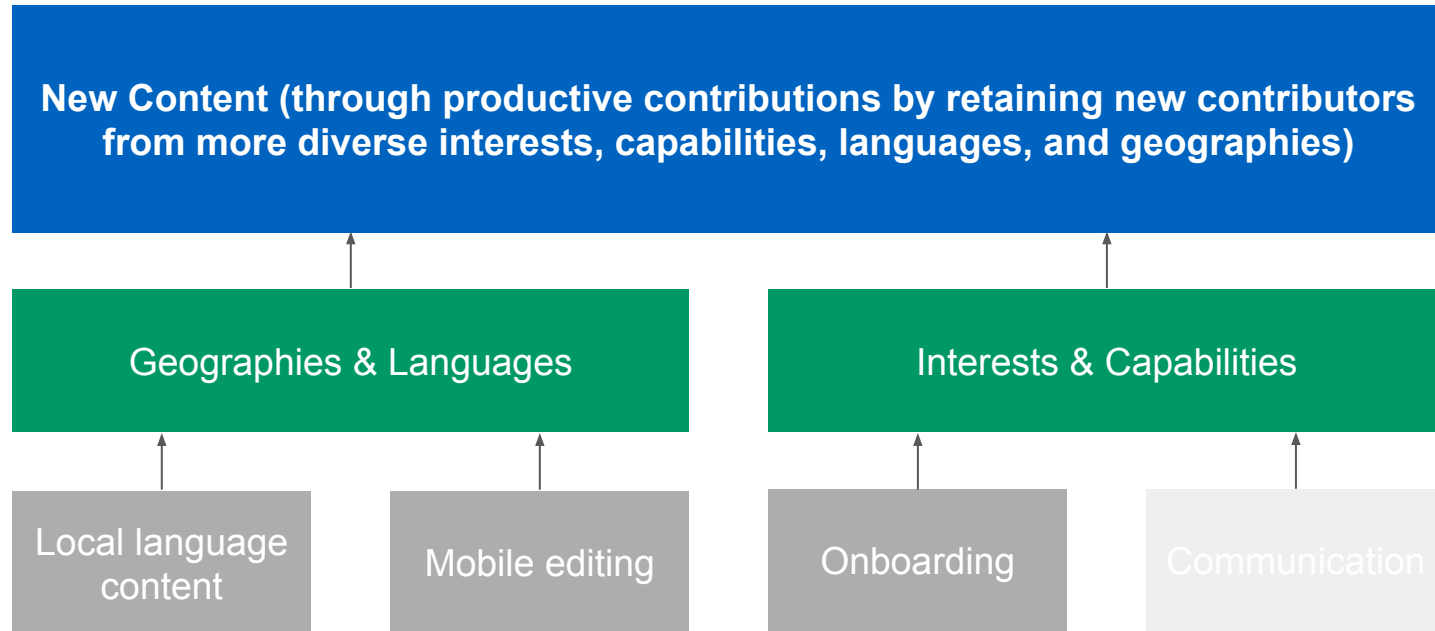 New Content (through productive contributions by retaining new contributors
from more diverse interests, capabilities, languages, and geographies)
Geographies & Languages
Interests & Capabilities
Local language
content
Mobile editing
Onboarding
Communication